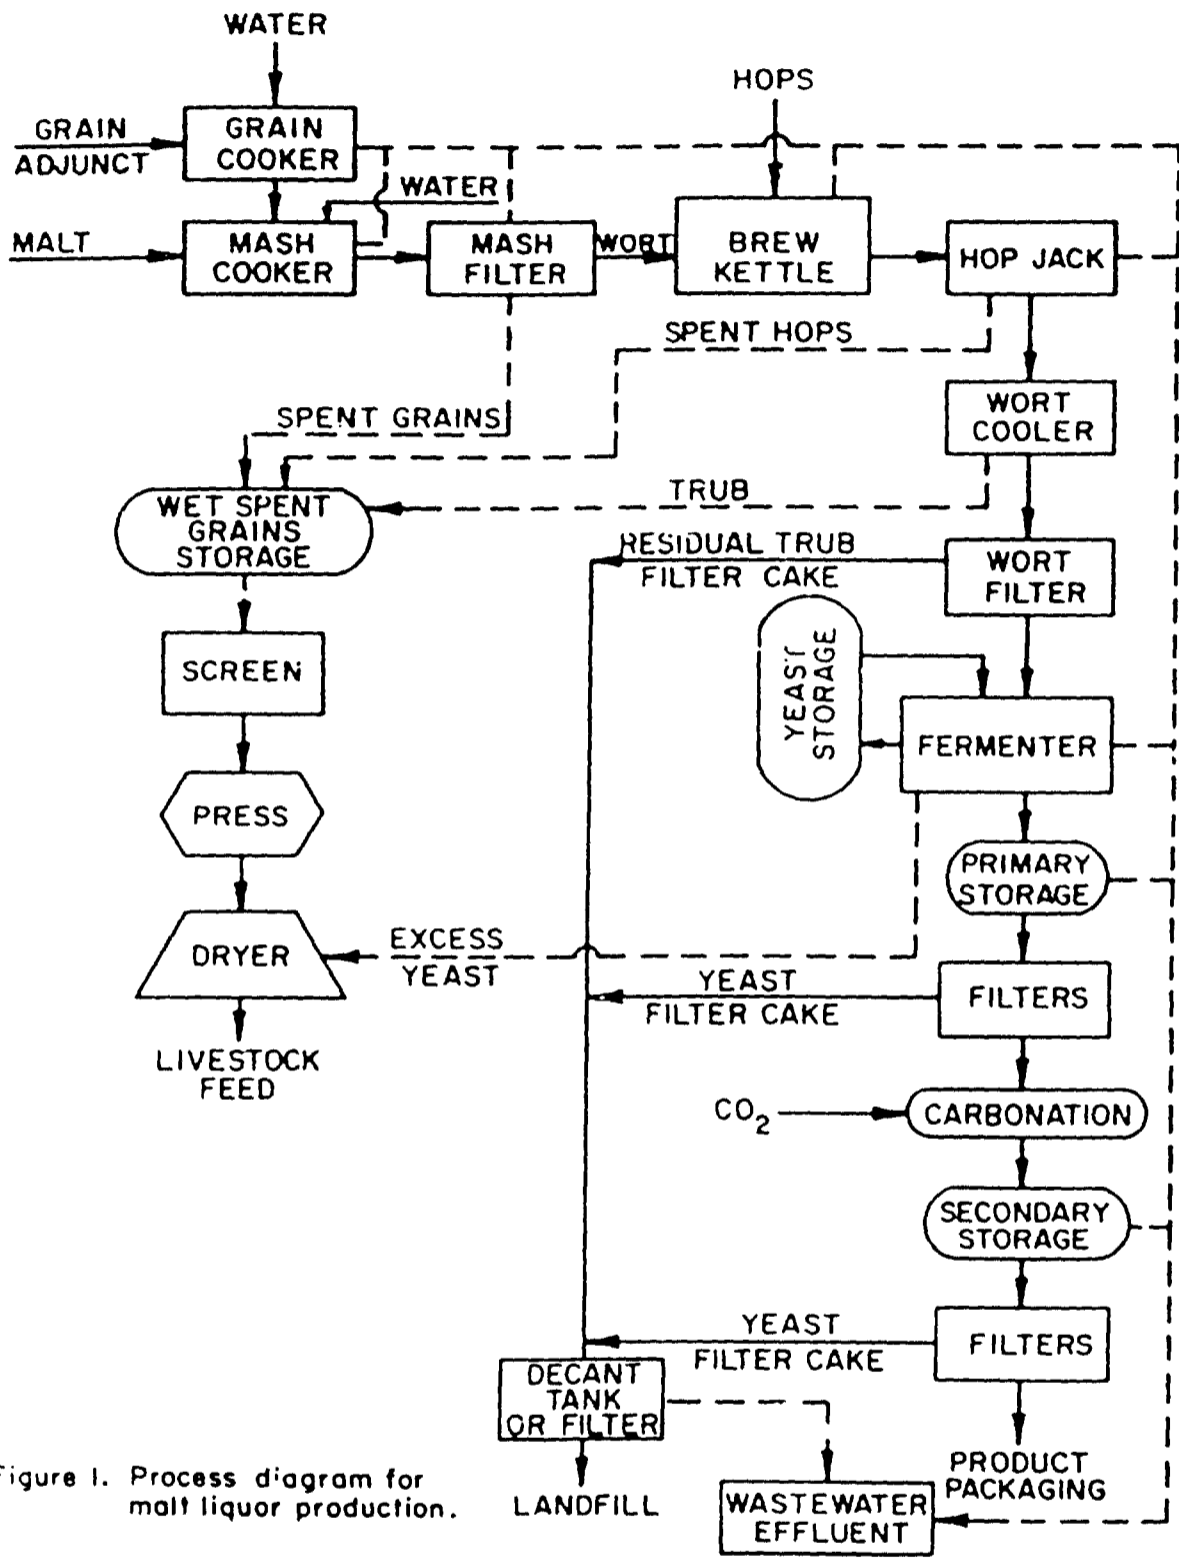 WATER
HOPS
GRAIN
ADJUNCT
GRAIN
COOKER
WATER
MALT
MASH
COOKER
MASH
FILTER
WORT
BREW
KETTLE
HOP JACK
SPENT HOPS
WORT
COOLER
SPENT GRAINS
TRUB
WET SPENT
GRAINS
STORAGE
RESIDUAL TRUB
FILTER CAKE
WORT
FILTER
SCREEN
YEAST
STORAGE
FERMENTER
PRESS
PRIMARY
STORAGE
DRYER
EXCESS
YEAST
YEAST
FILTER CAKE
FILTERS
LIVESTOCK
FEED
CO2
CARBONATION
SECONDARY
STORAGE
YEAST
FILTER CAKE
FILTERS
DECANT
TANK
OR FILTER
PRODUCT
PACKAGING
Figure 1. Process diagram for
malt liquor production.
LANDFILL
WASTEWATER
EFFLUENT